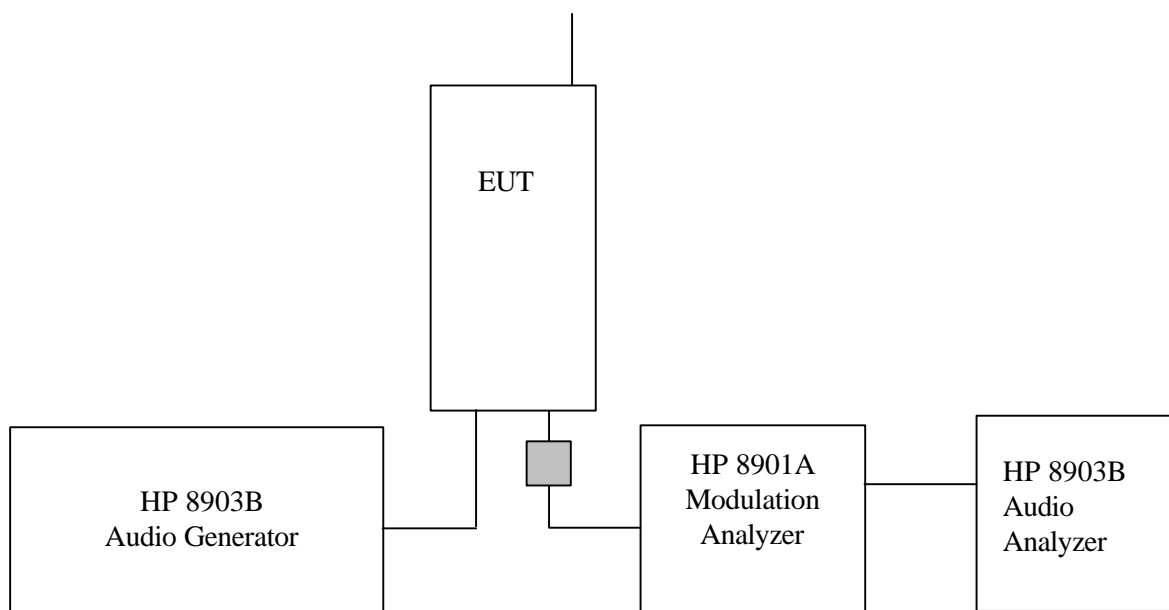 EUT
HP 8903B
Audio Generator
HP 8901A
Modulation
Analyzer
HP 8903B
Audio
Analyzer